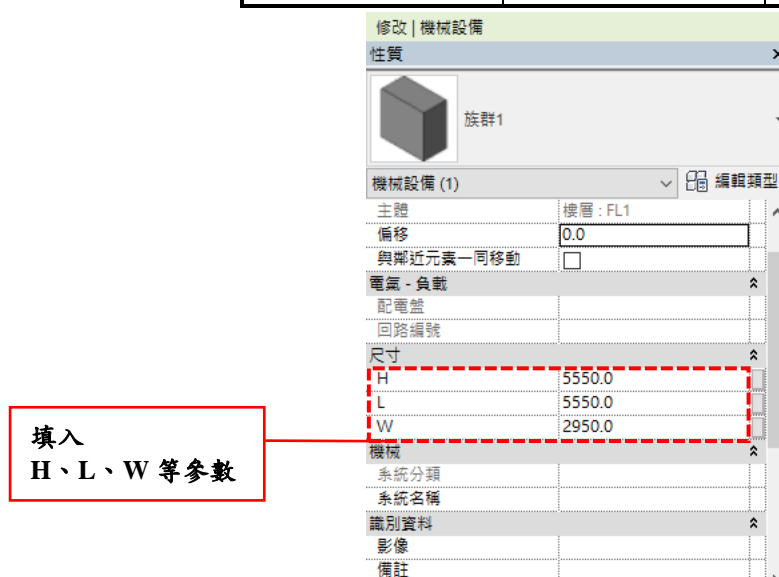 修改 | 機械設備
性質
族群1
機械設備 (1)
編輯類型
主體 樓層 : FL1
偏移 0.0
與鄰近元素一同移動
電氣 - 負載
配電盤
回路編號
尺寸
H 5550.0
L 5550.0
W 2950.0
填入
H、L、W 等參數
機械
系統分類
系統名稱
識別資料
影像
備註